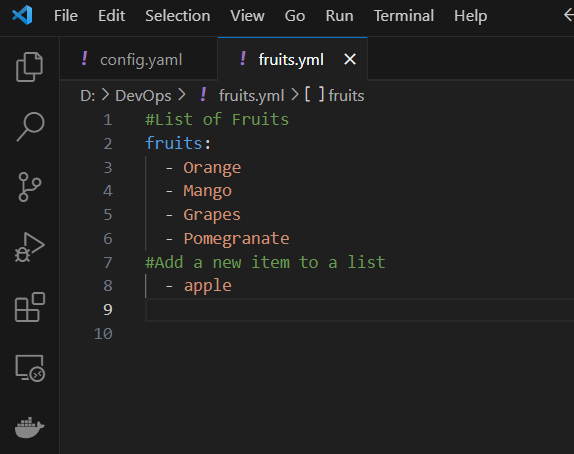 File Edit Selection View Go Run Terminal Help
! config.yaml ! fruits.yml ×
D: > DevOps > ! fruits.yml > [ ] fruits
1 #List of Fruits
2 fruits:
3 - Orange
4 - Mango
5 - Grapes
6 - Pomegranate
7 #Add a new item to a list
8 - apple
9
10